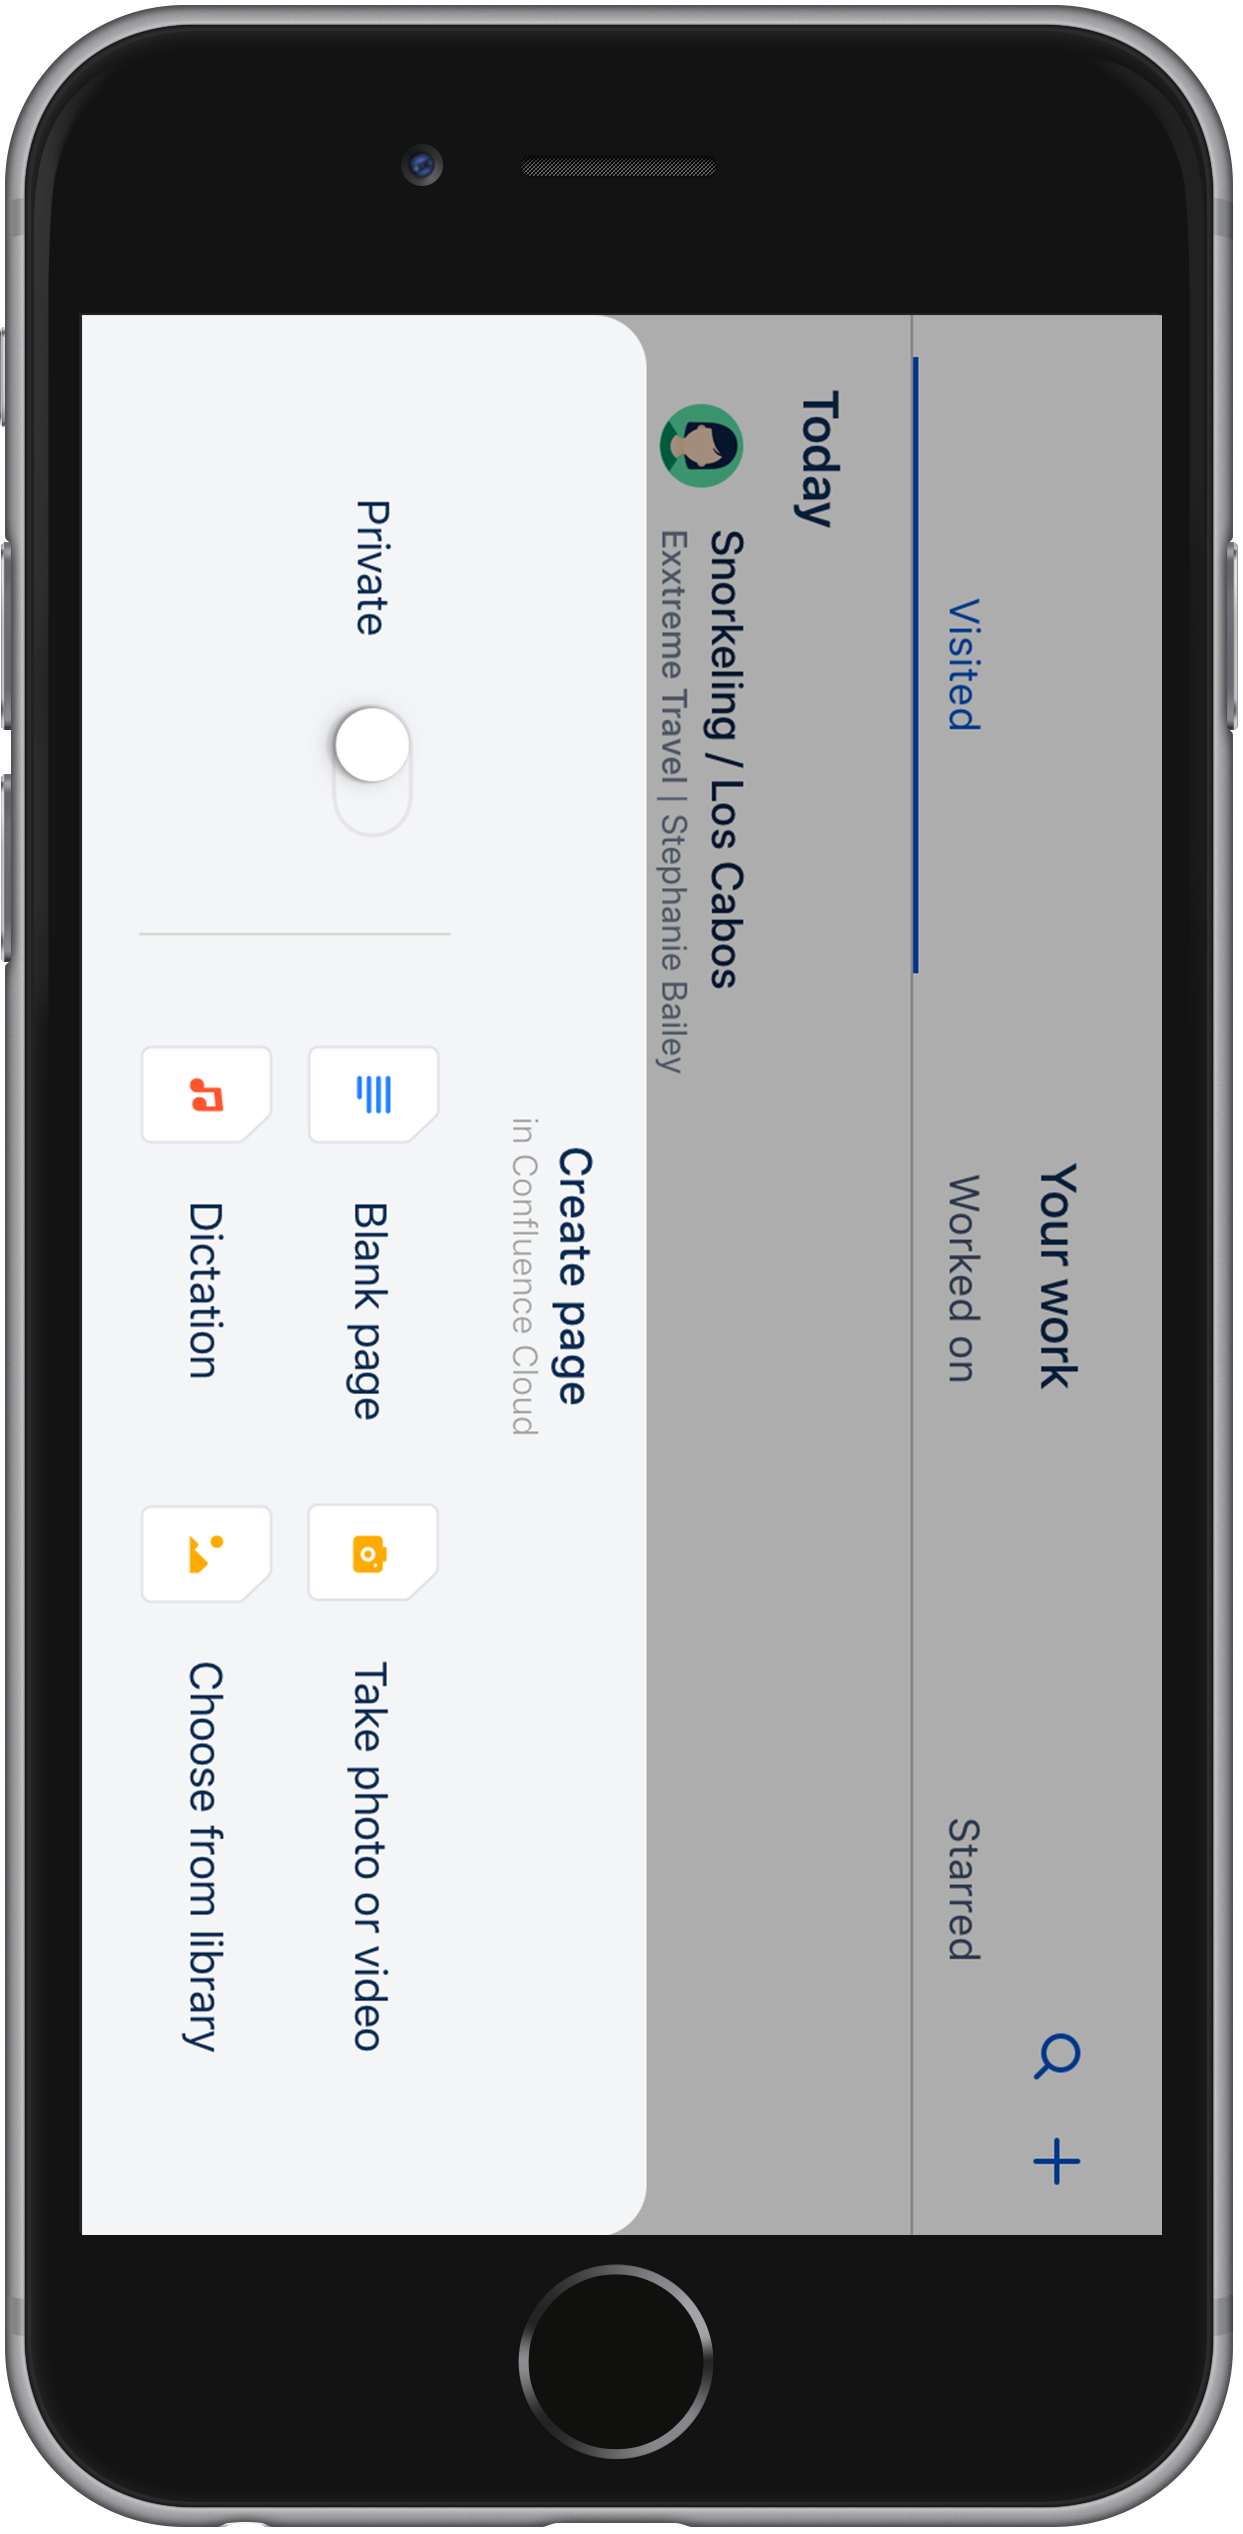 Your work
Visited
Worked on
Starred
Today
Snorkeling / Los Cabos
Exxtreme Travel | Stephanie Bailey
Create page
in Confluence Cloud
Private
Blank page
Take photo or video
Dictation
Choose from library